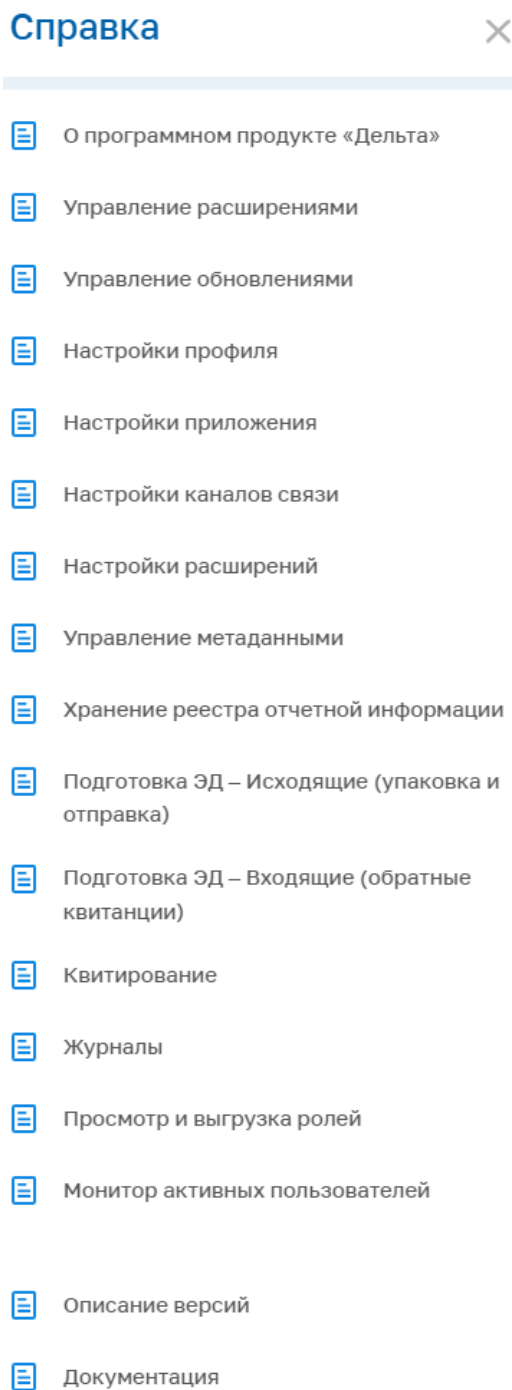 Справка
О программном продукте «Дельта»
Управление расширениями
Управление обновлениями
Настройки профиля
Настройки приложения
Настройки каналов связи
Настройки расширений
Управление метаданными
Хранение реестра отчетной информации
Подготовка ЭД – Исходящие (упаковка и
отправка)
Подготовка ЭД – Входящие (обратные
квитанции)
Квитирование
Журналы
Просмотр и выгрузка ролей
Монитор активных пользователей
Описание версий
Документация